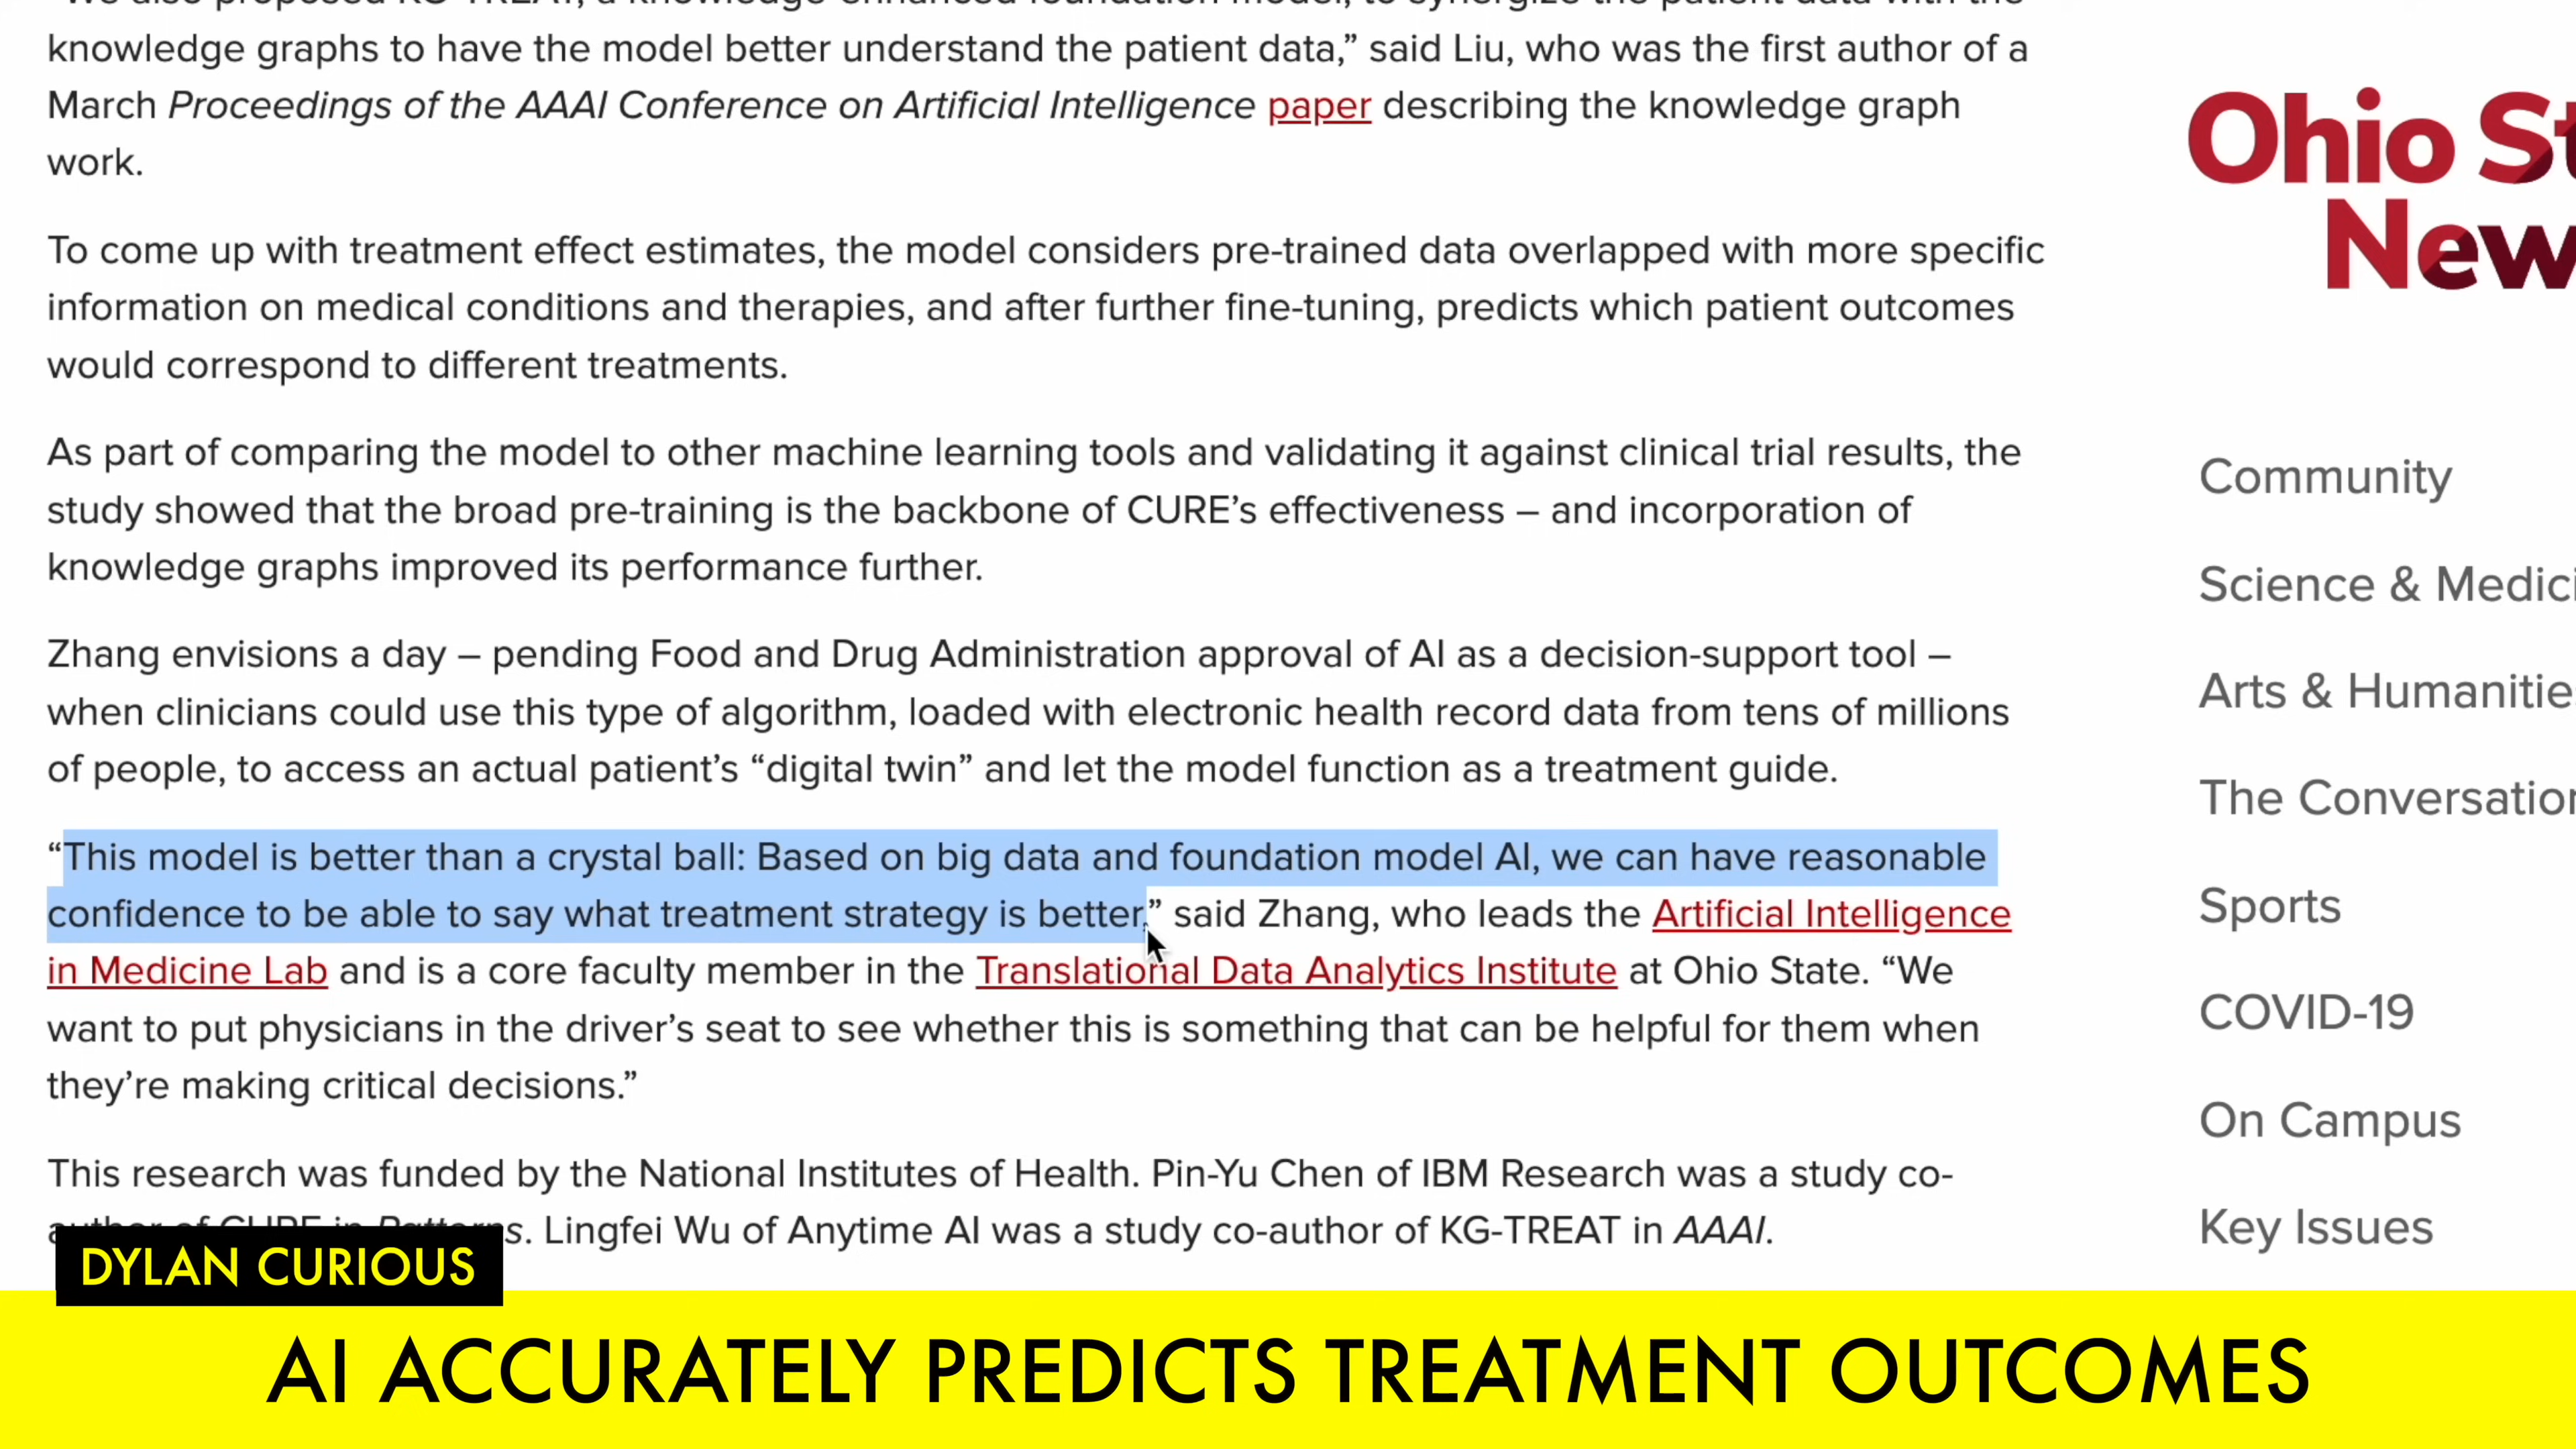 knowledge graphs to have the model better understand the patient data,” said Liu, who was the first author of a
March Proceedings of the AAAI Conference on Artificial Intelligence paper describing the knowledge graph
work.
To come up with treatment effect estimates, the model considers pre-trained data overlapped with more specific
information on medical conditions and therapies, and after further fine-tuning, predicts which patient outcomes
would correspond to different treatments.
As part of comparing the model to other machine learning tools and validating it against clinical trial results, the
study showed that the broad pre-training is the backbone of CURE’s effectiveness – and incorporation of
knowledge graphs improved its performance further.
Zhang envisions a day – pending Food and Drug Administration approval of AI as a decision-support tool –
when clinicians could use this type of algorithm, loaded with electronic health record data from tens of millions
of people, to access an actual patient’s “digital twin” and let the model function as a treatment guide.
“This model is better than a crystal ball: Based on big data and foundation model AI, we can have reasonable
confidence to be able to say what treatment strategy is better,” said Zhang, who leads the Artificial Intelligence
in Medicine Lab and is a core faculty member in the Translational Data Analytics Institute at Ohio State. “We
want to put physicians in the driver’s seat to see whether this is something that can be helpful for them when
they’re making critical decisions.”
This research was funded by the National Institutes of Health. Pin-Yu Chen of IBM Research was a study co-
author of CURE in Patterns. Lingfei Wu of Anytime AI was a study co-author of KG-TREAT in AAAI.
Ohio St
New
Community
Science & Medici
Arts & Humanitie
The Conversation
Sports
COVID-19
On Campus
Key Issues
DYLAN CURIOUS
AI ACCURATELY PREDICTS TREATMENT OUTCOMES